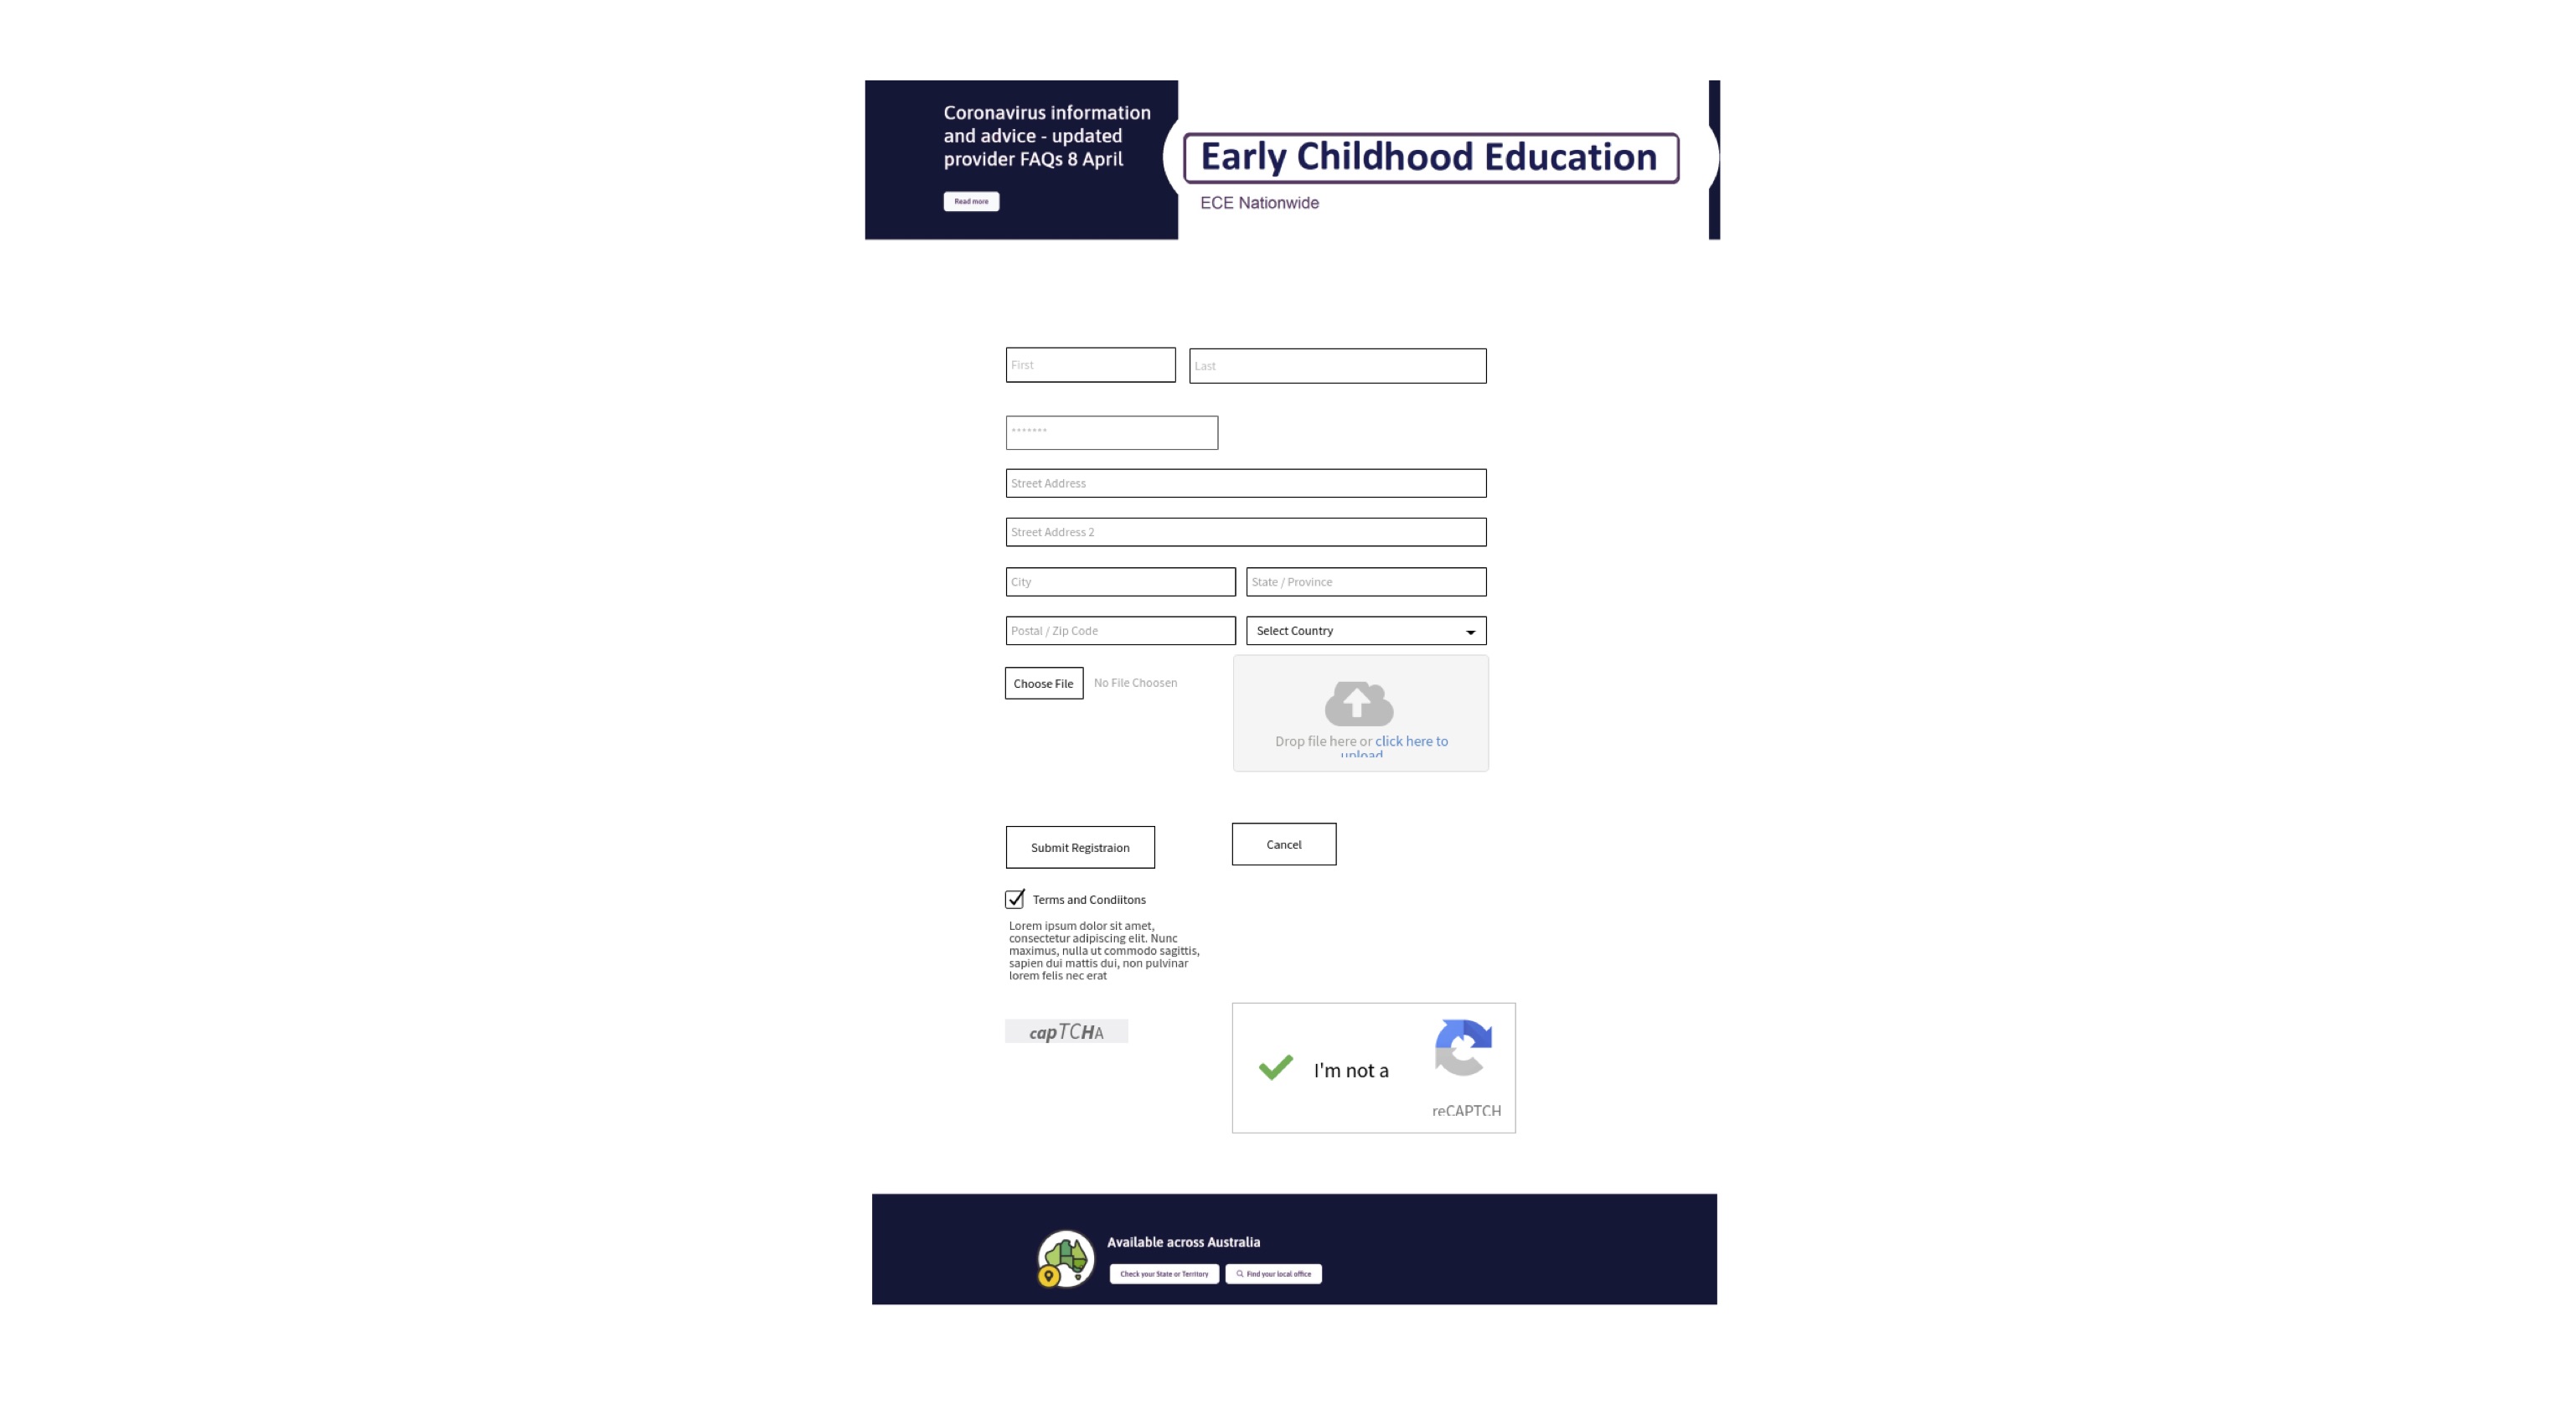 Coronavirus information
and advice - updated
provider FAQs 8 April
Read more
Early Childhood Education
ECE Nationwide
First
Last
*******
Street Address
Street Address 2
City
State / Province
Postal / Zip Code
Select Country
Choose File
No File Choosen
Drop file here or click here to
upload
Submit Registraion
Cancel
Terms and Condiitons
Lorem ipsum dolor sit amet,
consectetur adipiscing elit. Nunc
maximus, nulla ut commodo sagittis,
sapien dui mattis dui, non pulvinar
lorem felis nec erat
capTCHA
I'm not a
reCAPTCH
Available across Australia
Check your State or Territory
Find your local office